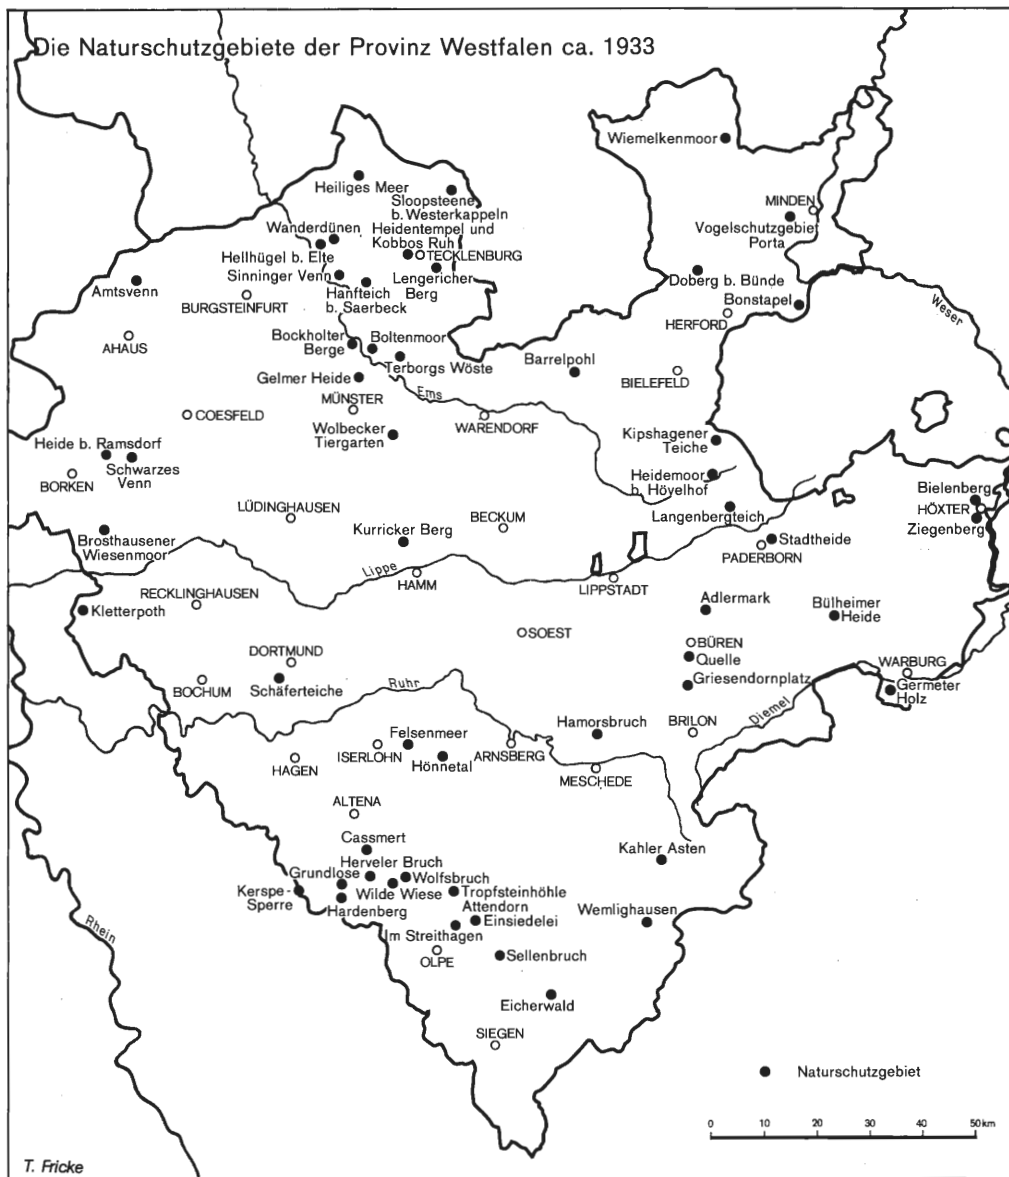 Die Naturschutzgebiete der Provinz Westfalen ca. 1933
Wiemelkenmoor
Heiliges Meer
Sloopsteene
b. Westerkappeln
MINDEN
Vogelschutzgebiet
Porta
Wanderdünen
Heidentempel und
Kobbos Ruh
TECKLENBURG
Hellhügel b. Elte
Sinninger Venn
Lengericher
Berg
Doberg b. Bünde
Amtsvenn
Hanfteich
b. Saerbeck
Bonstapel
BURGSTEINFURT
HERFORD
Weser
AHAUS
Bockholter
Berge
Boltenmoor
Terborgs Wöste
Barrelpohl
BIELEFELD
Gelmer Heide
Ems
MÜNSTER
COESFELD
WARENDORF
Wolbecker
Tiergarten
Kipshagener
Teiche
Heide b. Ramsdorf
Schwarzes
Venn
BORKEN
Heidemoor
b. Hövelhof
Bielenberg
HÖXTER
Ziegenberg
LÜDINGHAUSEN
Langenbergteich
Brosthausener
Wiesenmoor
Kurricker Berg
BECKUM
Stadtheide
PADERBORN
Lippe
HAMM
LIPPSTADT
RECKLINGHAUSEN
Kletterpoth
Adlermark
Bülheimer
Heide
SOEST
BÜREN
Quelle
DORTMUND
Griesendornplatz
WARBURG
BOCHUM
Schäferteiche
Ruhr
Germeter
Holz
Diemel
Hamorsbruch
BRILON
Felsenmeer
ISERLOHN
ARNSBERG
HAGEN
Hönnetal
MESCHEDE
ALTENA
Cassmert
Kahler Asten
Herveler Bruch
Grundlose
Wolfsbruch
Kerspe-
Sperre
Wilde Wiese
Tropfsteinhöhle
Attendorn
Hardenberg
Einsiedelei
Wemlighausen
Im Streithagen
Rhein
OLPE
Sellenbruch
Eicherwald
SIEGEN
Naturschutzgebiet
0 10 20 30 40 50 km
T. Fricke